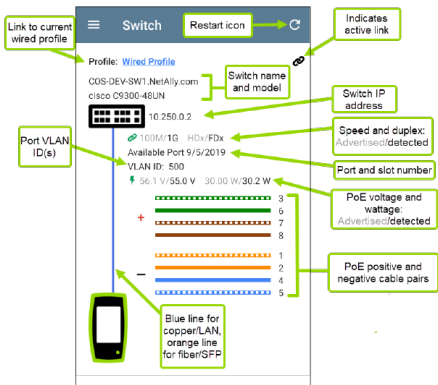 Link to current
wired profile
Switch
Restart icon
Indicates
active link
Profile: Wired Profile
COS-DEV-SW1.NetAlly.com
cisco C9300-48UN
Switch name
and model
10.250.0.2
Switch IP
address
100M/1G HDx/FDx
Speed and duplex:
Advertised/detected
Available Port 9/5/2019
Port and slot number
Port VLAN
ID(s)
VLAN ID: 500
56.1 V/55.0 V 30.00 W/30.2 W
PoE voltage and
wattage:
Advertised/detected
3
6
+
7
8
1
2
–
4
5
PoE positive and
negative cable pairs
Blue line for
copper/LAN,
orange line
for fiber/SFP